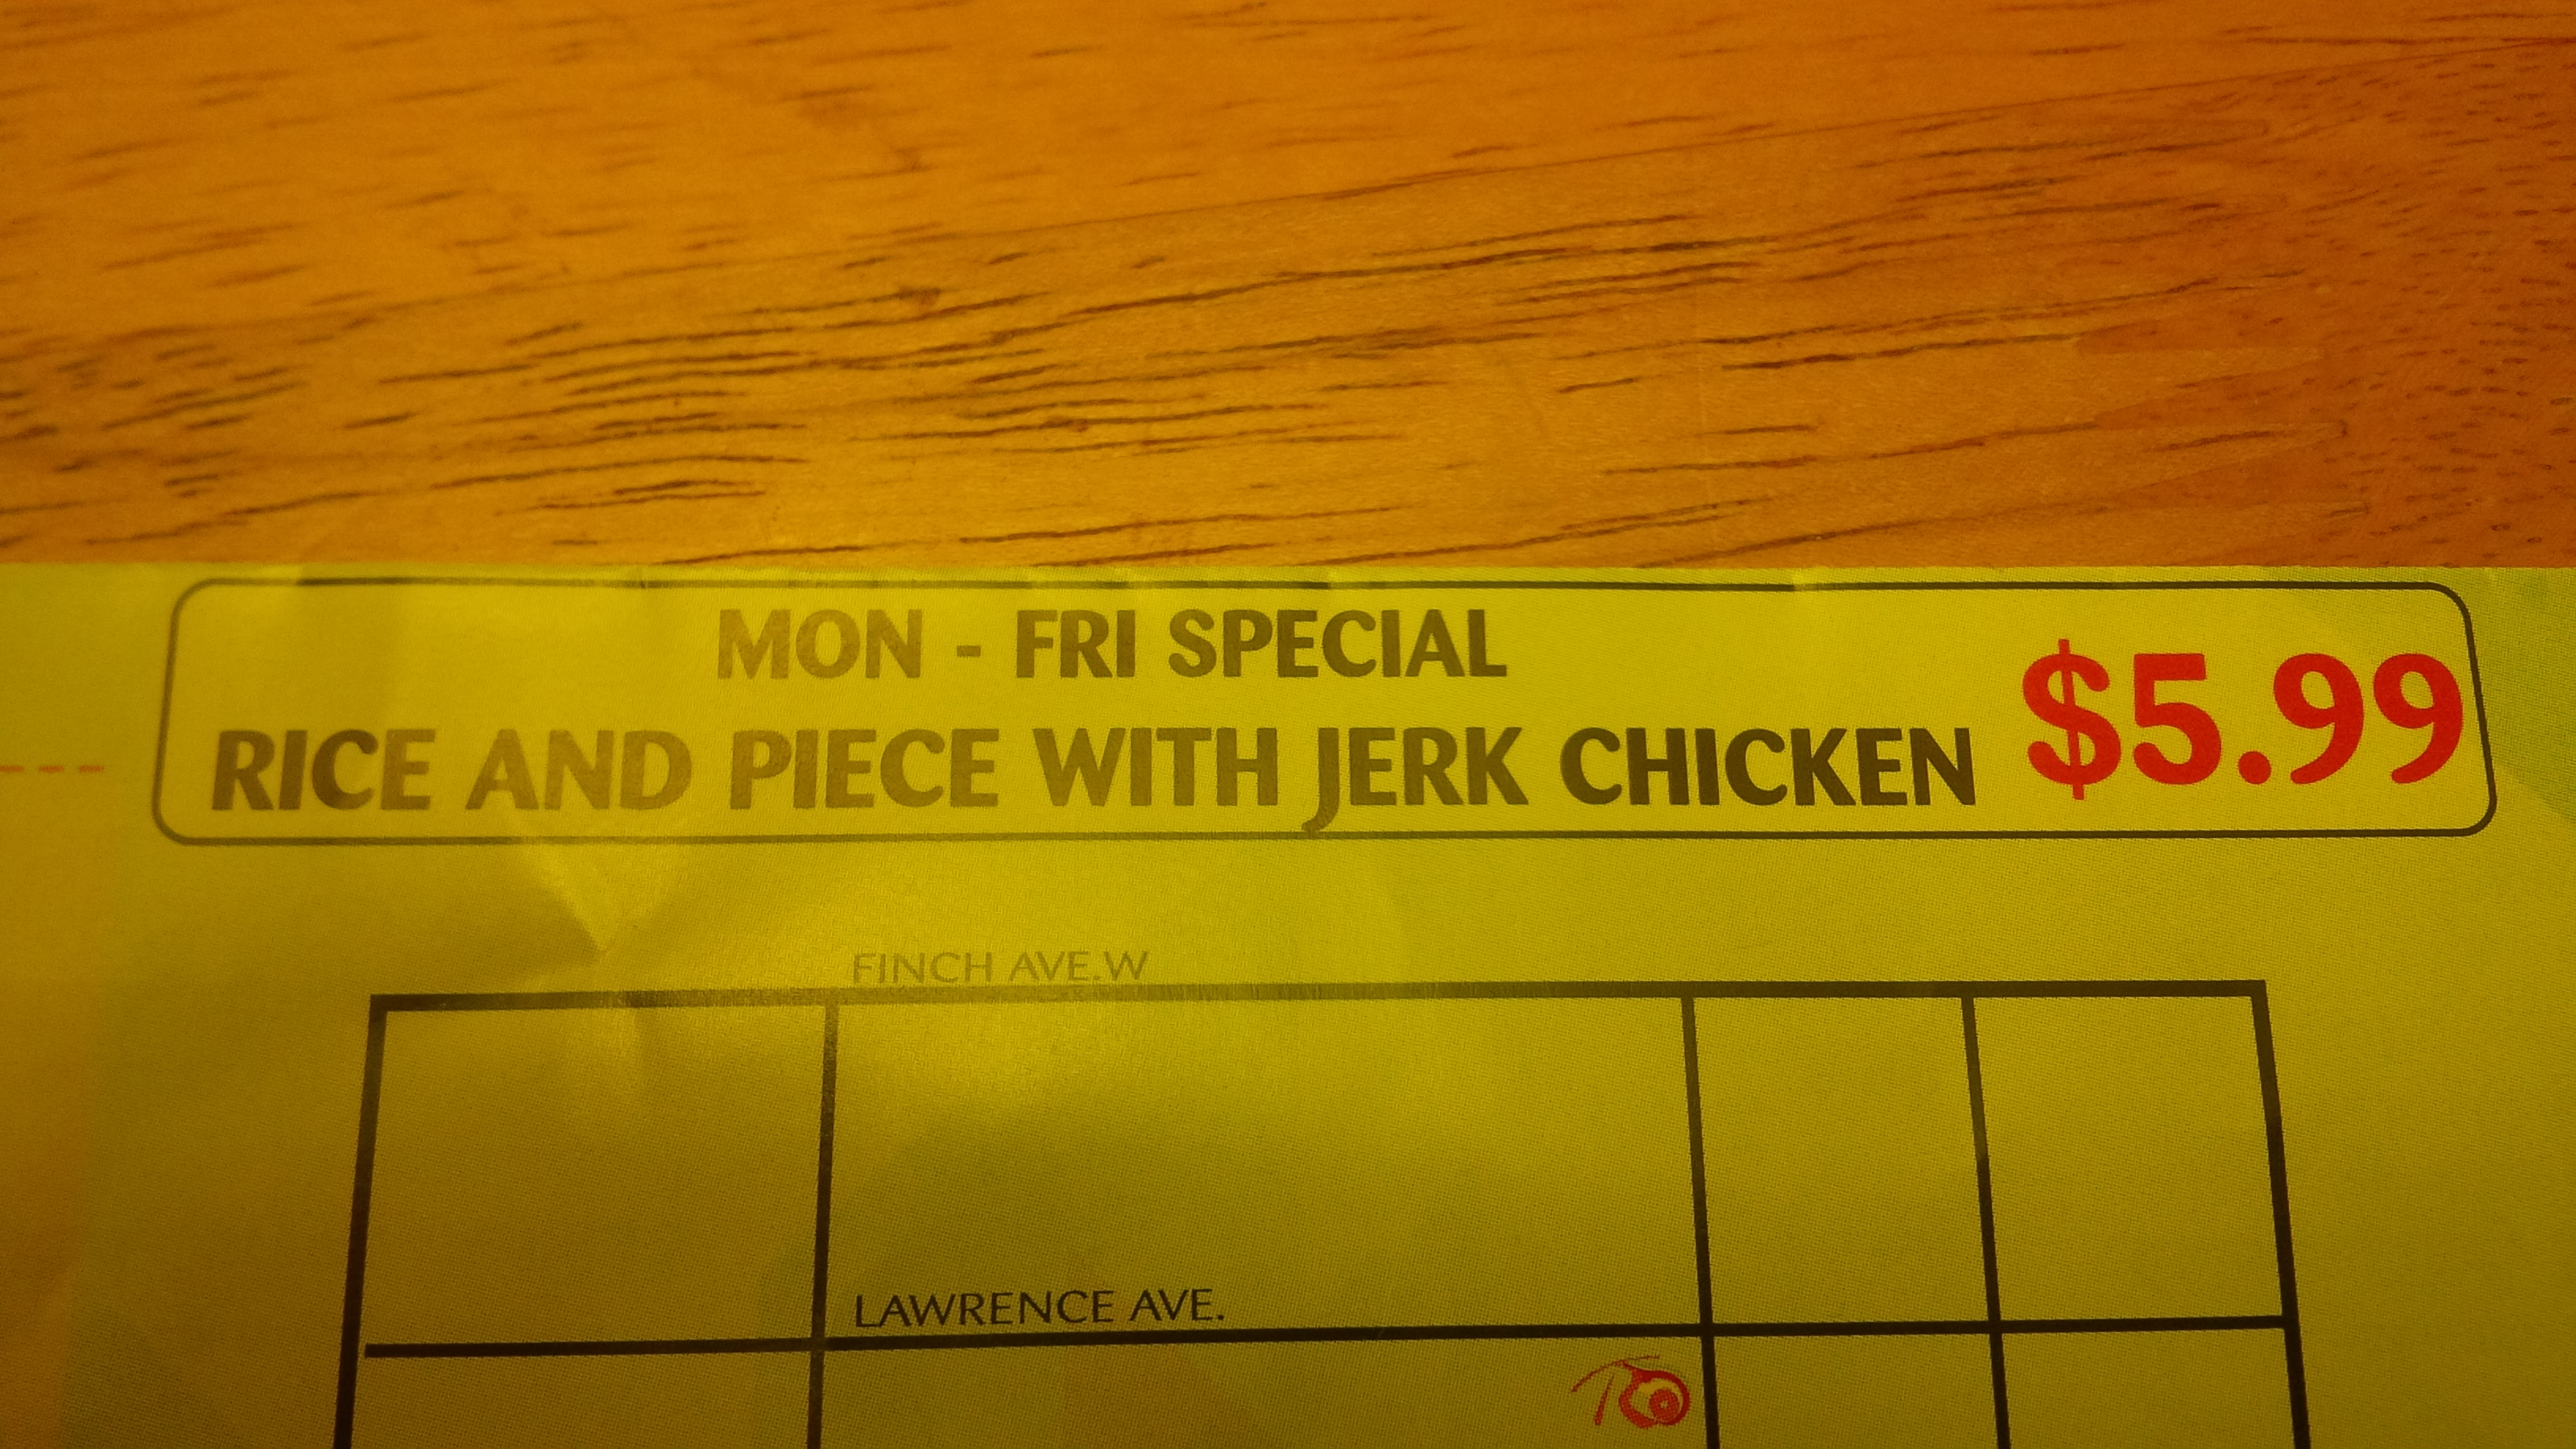 MON - FRI SPECIAL
RICE AND PIECE WITH JERK CHICKEN $5.99
FINCH AVE.W
LAWRENCE AVE.